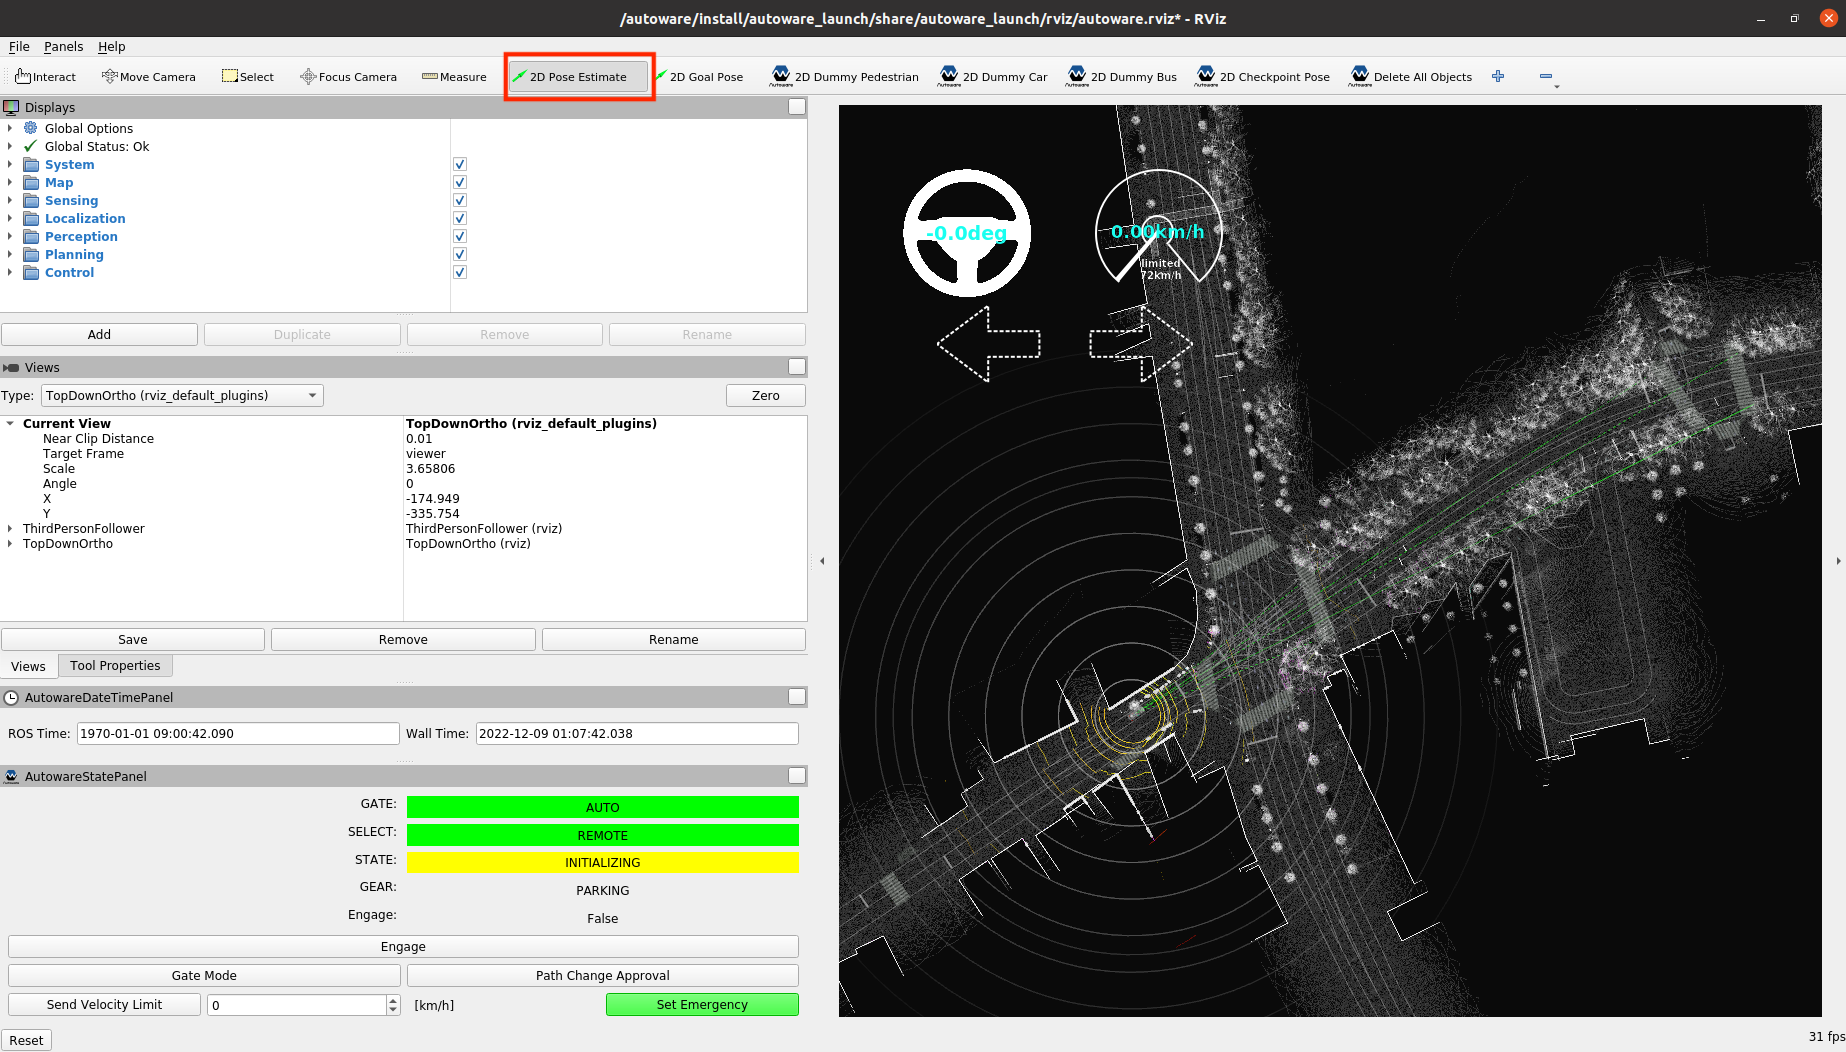 /autoware/install/autoware_launch/share/autoware_launch/rviz/autoware.rviz* - RViz
File Panels Help
Interact Move Camera Select Focus Camera Measure 2D Pose Estimate 2D Goal Pose 2D Dummy Pedestrian 2D Dummy Car 2D Dummy Bus 2D Checkpoint Pose Delete All Objects
Autoware Autoware Autoware Autoware Autoware
Displays
Global Options
Global Status: Ok
System
Map
Sensing
Localization
Perception
Planning
Control
Add Duplicate Remove Rename
Views
Type: TopDownOrtho (rviz_default_plugins) Zero
Current View TopDownOrtho (rviz_default_plugins)
Near Clip Distance 0.01
Target Frame viewer
Scale 3.65806
Angle 0
X -174.949
Y -335.754
ThirdPersonFollower ThirdPersonFollower (rviz)
TopDownOrtho TopDownOrtho (rviz)
Save Remove Rename
Views Tool Properties
AutowareDateTimePanel
ROS Time: 1970-01-01 09:00:42.090 Wall Time: 2022-12-09 01:07:42.038
AutowareStatePanel
GATE: AUTO
SELECT: REMOTE
STATE: INITIALIZING
GEAR: PARKING
Engage: False
Engage
Gate Mode Path Change Approval
Send Velocity Limit 0 [km/h] Set Emergency
Reset
-0.0deg 0.00km/h
limited
72km/h
31 fps